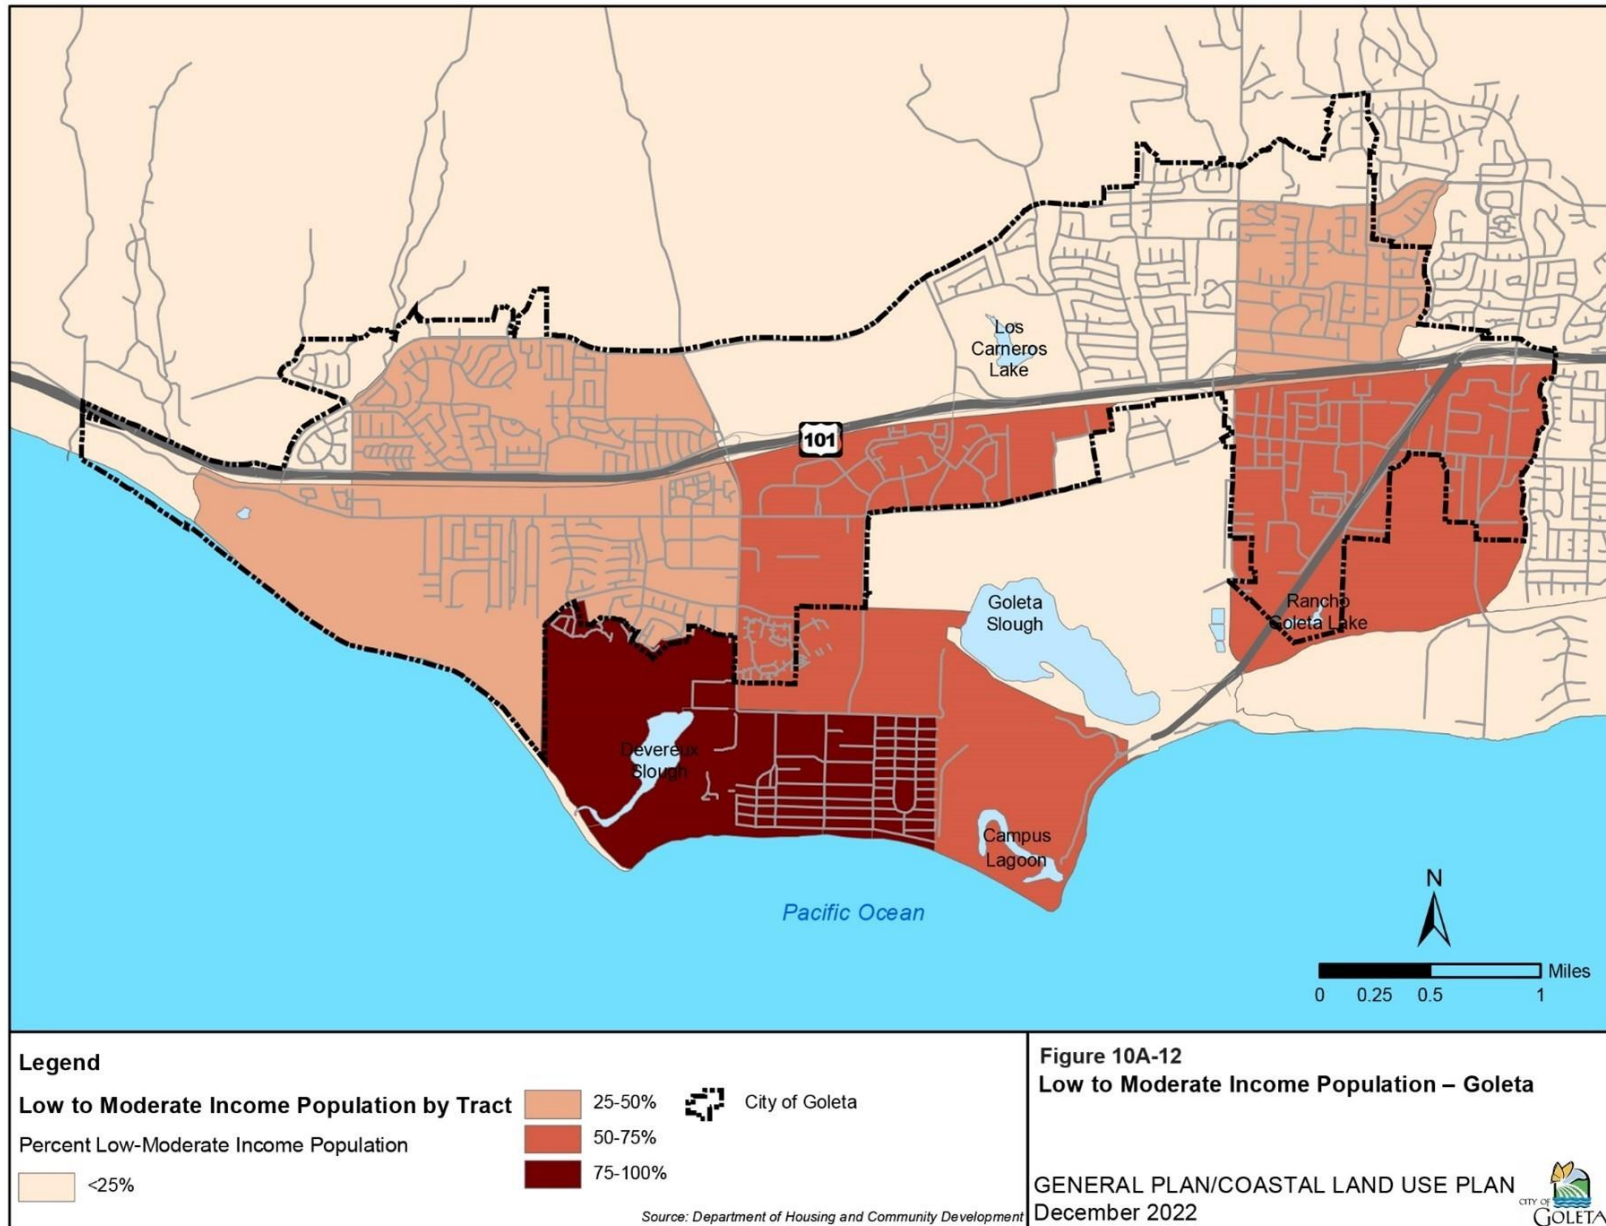 Los
Carneros
Lake
101
Goleta
Slough
Rancho
Goleta Lake
Devereux
Slough
Campus
Lagoon
Pacific Ocean
N
Miles
0 0.25 0.5 1
Legend
Low to Moderate Income Population by Tract
Percent Low-Moderate Income Population
<25%
25-50%
50-75%
75-100%
City of Goleta
Source: Department of Housing and Community Development
Figure 10A-12
Low to Moderate Income Population – Goleta
GENERAL PLAN/COASTAL LAND USE PLAN
December 2022
CITY OF
GOLETA